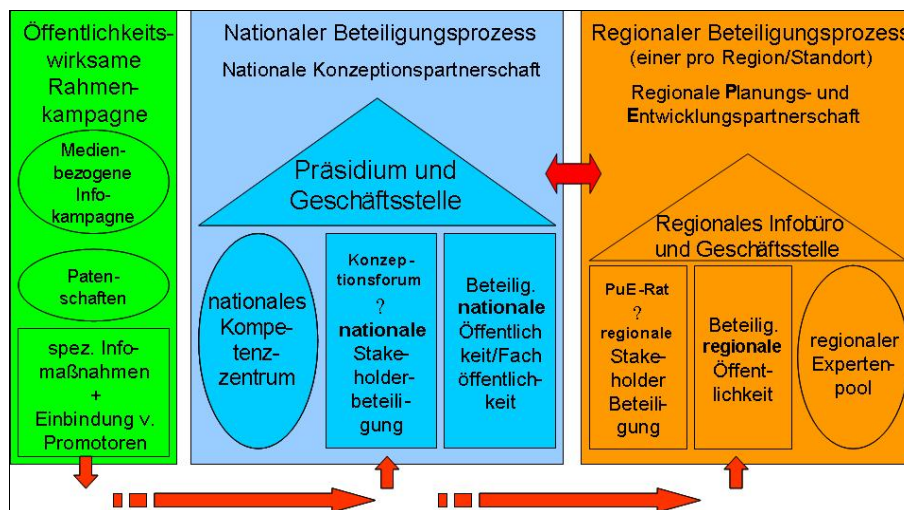 Öffentlichkeits-
wirksame
Rahmen-
kampagne
Medien-
bezogene
Info-
kampagne
Paten-
schaften
spez. Info-
maßnahmen
+
Einbindung v.
Promotoren
Nationaler Beteiligungsprozess
Nationale Konzeptionspartnerschaft
Präsidium und
Geschäftsstelle
nationales
Kompe-
tenz-
zentrum
Konzep-
tionsforum
?
nationale
Stake-
holder-
beteili-
gung
Beteilig.
nationale
Öffentlich
keit/Fach
öffentlich-
keit
Regionaler Beteiligungsprozess
(einer pro Region/Standort)
Regionale Planungs- und
Entwicklungspartnerschaft
Regionales Infobüro
und Geschäftsstelle
PuE-Rat
?
regionale
Stake-
holder
Beteili-
gung
Beteilig.
regionale
Öffent-
lichkeit
regionaler
Experten-
pool